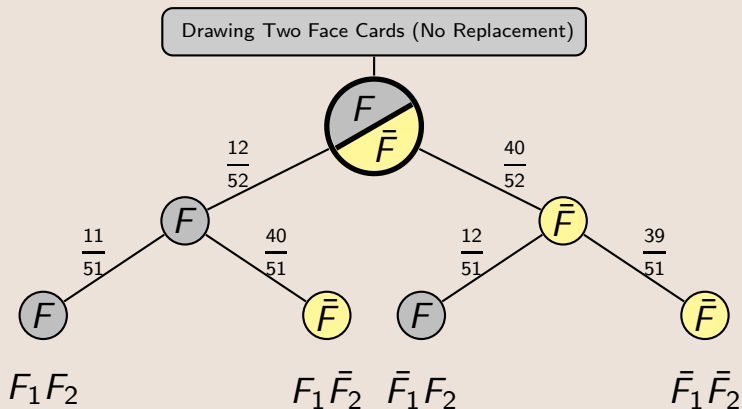 Drawing Two Face Cards (No Replacement)
F
F̄
12/52
40/52
F
F̄
11/51
40/51
12/51
39/51
F
F̄
F
F̄
F₁F₂
F₁F̄₂
F̄₁F₂
F̄₁F̄₂